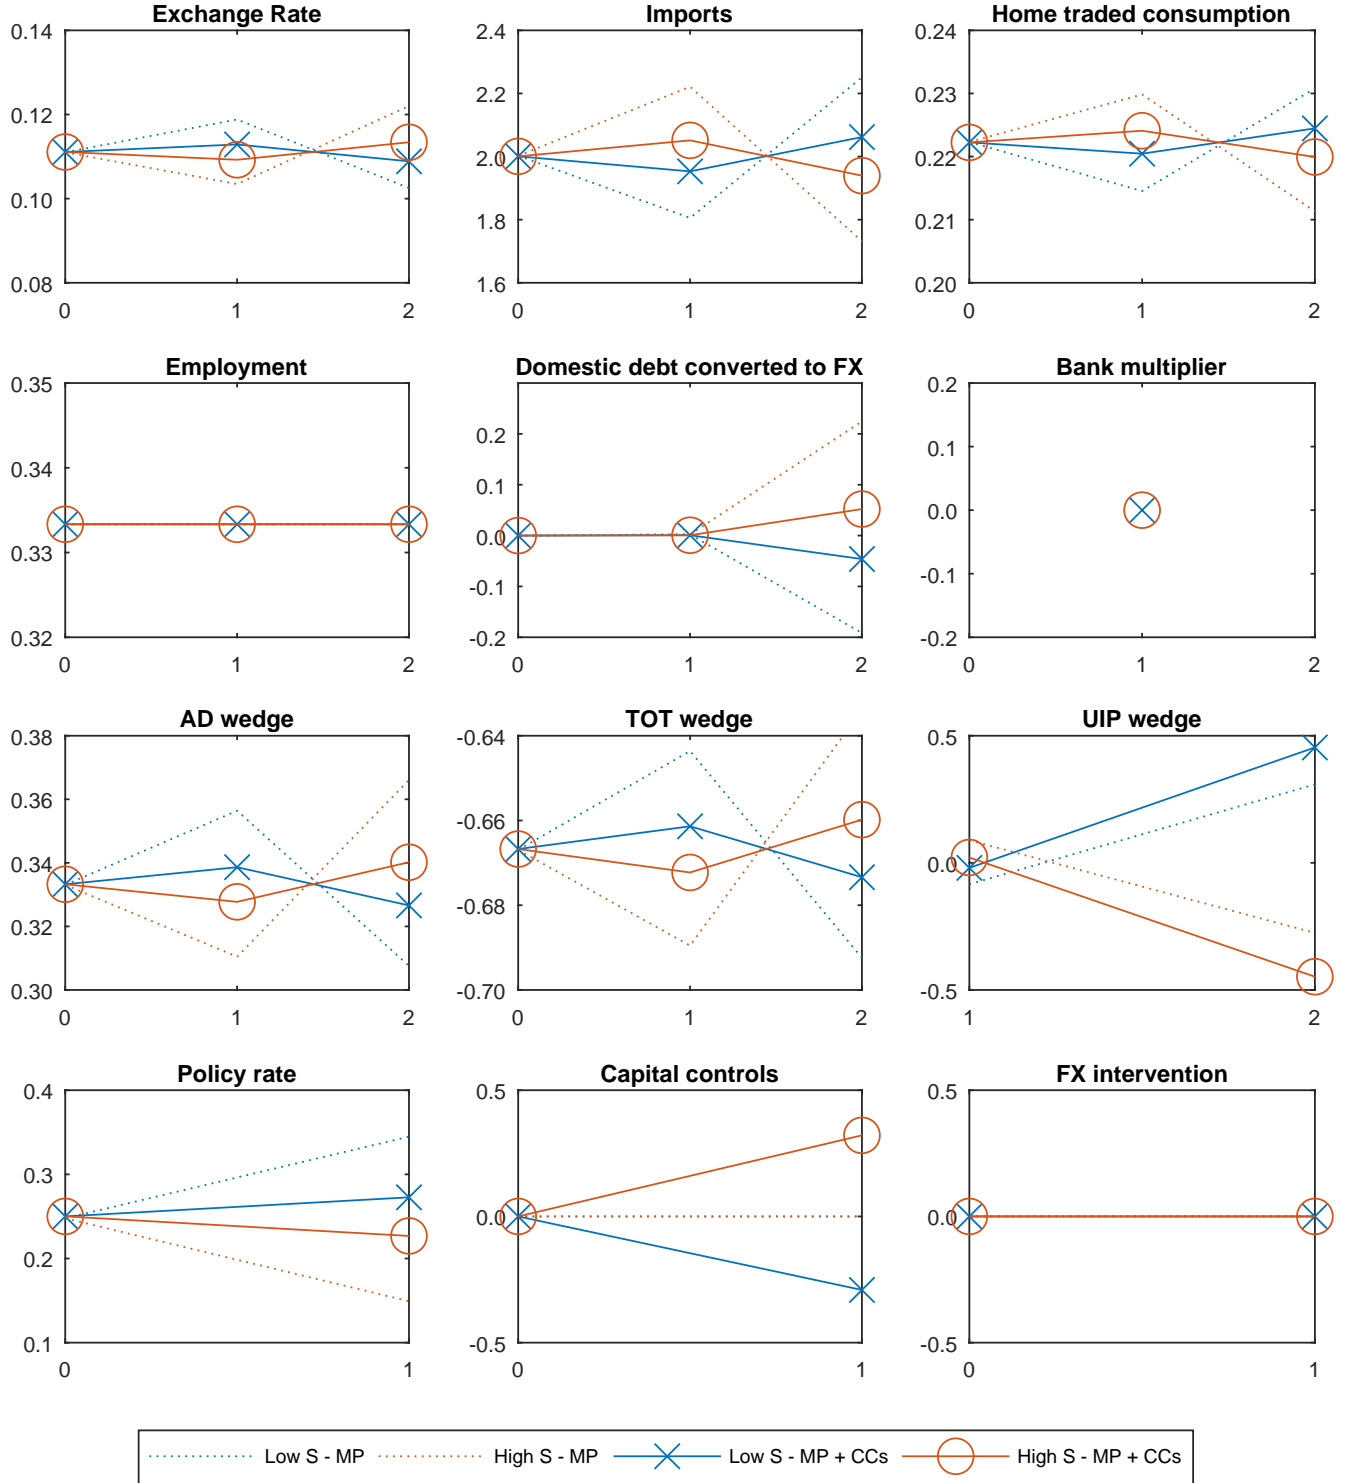 Exchange Rate
0.14
0.12
0.10
0.08
0 1 2
Imports
2.4
2.2
2.0
1.8
1.6
0 1 2
Home traded consumption
0.24
0.23
0.22
0.21
0.20
0 1 2
Employment
0.35
0.34
0.33
0.32
0 1 2
Domestic debt converted to FX
0.2
0.1
0.0
-0.1
-0.2
0 1 2
Bank multiplier
0.2
0.1
0.0
-0.1
-0.2
0 1 2
AD wedge
0.38
0.36
0.34
0.32
0.30
0 1 2
TOT wedge
-0.64
-0.66
-0.68
-0.70
0 1 2
UIP wedge
0.5
0.0
-0.5
1 2
Policy rate
0.4
0.3
0.2
0.1
0 1
Capital controls
0.5
0.0
-0.5
0 1
FX intervention
0.5
0.0
-0.5
0 1
Low S - MP High S - MP Low S - MP + CCs High S - MP + CCs